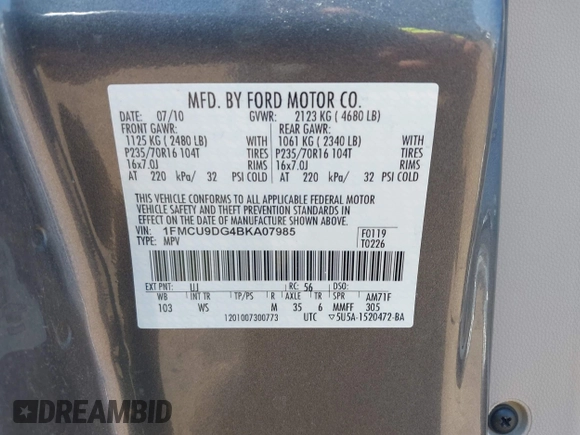 MFD. BY FORD MOTOR CO.
DATE: 07/10 GVWR: 2123 KG ( 4680 LB)
FRONT GAWR: REAR GAWR:
1125 KG ( 2480 LB) WITH 1061 KG ( 2340 LB) WITH
P235/70R16 104T TIRES P235/70R16 104T TIRES
16x7.0J RIMS 16x7.0J RIMS
AT 220 kPa/ 32 PSI COLD AT 220 kPa/ 32 PSI COLD
THIS VEHICLE CONFORMS TO ALL APPLICABLE FEDERAL MOTOR
VEHICLE SAFETY AND THEFT PREVENTION STANDARDS IN
EFFECT ON THE DATE OF MANUFACTURE SHOWN ABOVE.
VIN: 1FMCU9DG4BKA07985 F0119
TYPE: MPV T0226
EXT PNT: UJ RC: 56 DSO:
WB INT TR TP/PS R AXLE TR SPR AM71F
103 WS M 35 6 MMFF 305
1201007300773 UTC ▽5U5A-1520472-BA
DREAMBID